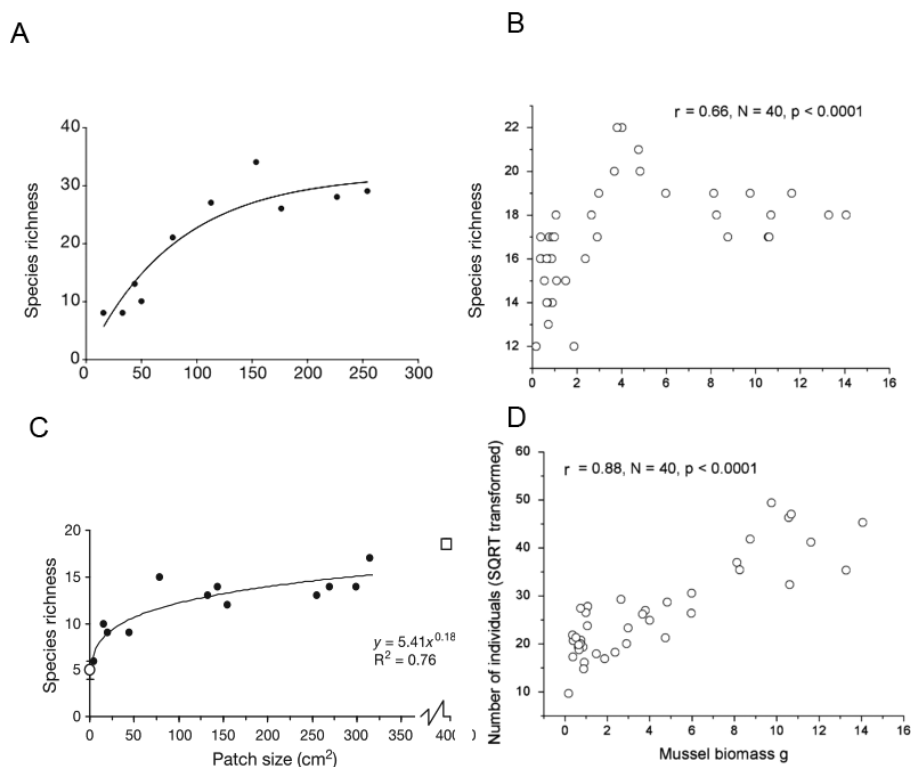 A
B
r = 0.66, N = 40, p < 0.0001
Species richness
40
30
20
10
0
0 50 100 150 200 250 300
Species richness
22
20
18
16
14
12
0 2 4 6 8 10 12 14 16
C
D
Species richness
20
15
10
5
0
y = 5.41x^0.18
R² = 0.76
0 50 100 150 200 250 300 350 400 0
Patch size (cm²)
Number of individuals (SQRT transformed)
60
50
40
30
20
10
r = 0.88, N = 40, p < 0.0001
0 2 4 6 8 10 12 14 16
Mussel biomass g